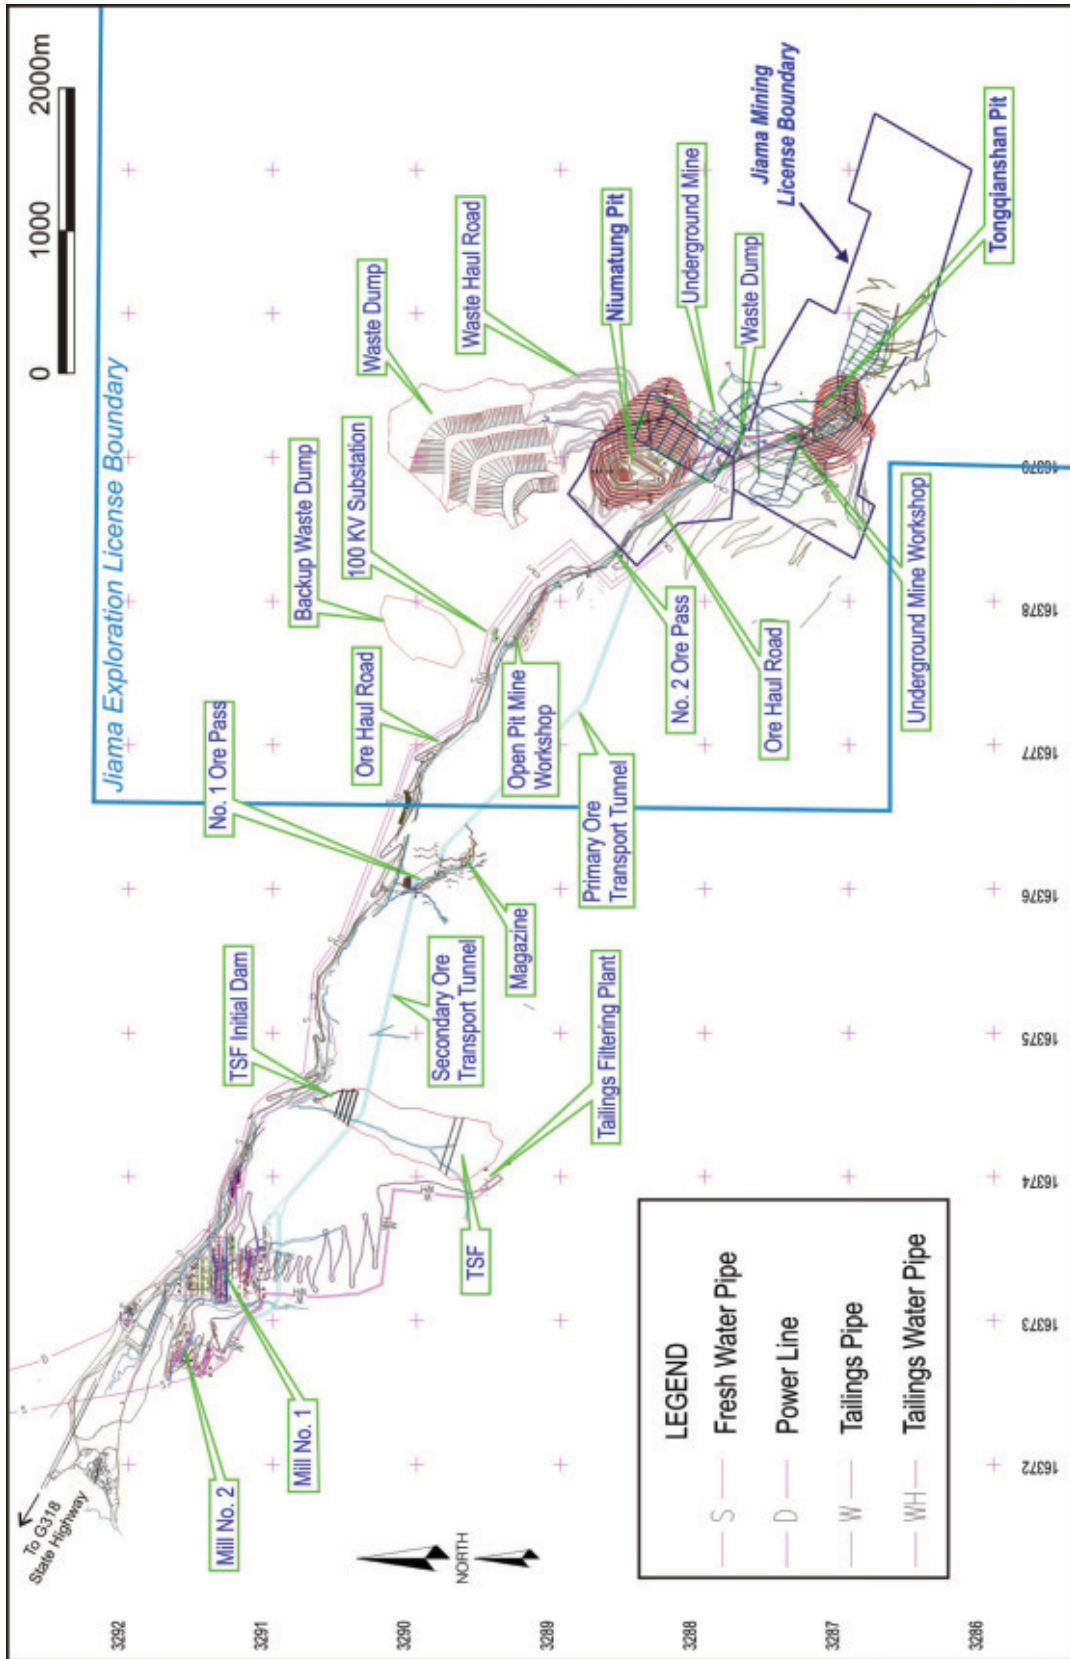 0 1000 2000m
Jiama Exploration License Boundary
To G318
State Highway
NORTH
Mill No. 2
Mill No. 1
TSF Initial Dam
TSF
Tailings Filtering Plant
Secondary Ore
Transport Tunnel
Magazine
No. 1 Ore Pass
Ore Haul Road
Open Pit Mine
Workshop
Primary Ore
Transport Tunnel
Backup Waste Dump
100 KV Substation
Waste Dump
Waste Haul Road
Niumatung Pit
Underground Mine
Waste Dump
Jiama Mining
License Boundary
Tongqianshan Pit
No. 2 Ore Pass
Ore Haul Road
Underground Mine Workshop
LEGEND
S Fresh Water Pipe
D Power Line
W Tailings Pipe
WH Tailings Water Pipe
3292
3291
3290
3289
3288
3287
3286
16372
16373
16374
16375
16376
16377
16378
16379